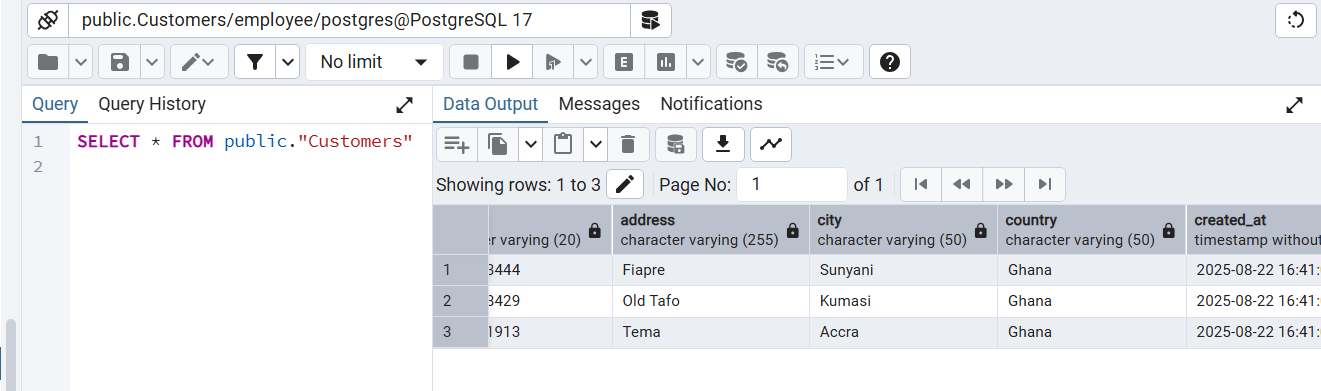 public.Customers/employee/postgres@PostgreSQL 17
No limit
E
Query Query History
1 SELECT * FROM public."Customers"
2
Data Output Messages Notifications
Showing rows: 1 to 3 Page No: 1 of 1
address city country created_at
varying (20) character varying (255) character varying (50) character varying (50) timestamp without
1 3444 Fiapre Sunyani Ghana 2025-08-22 16:41:
2 3429 Old Tafo Kumasi Ghana 2025-08-22 16:41:
3 1913 Tema Accra Ghana 2025-08-22 16:41: